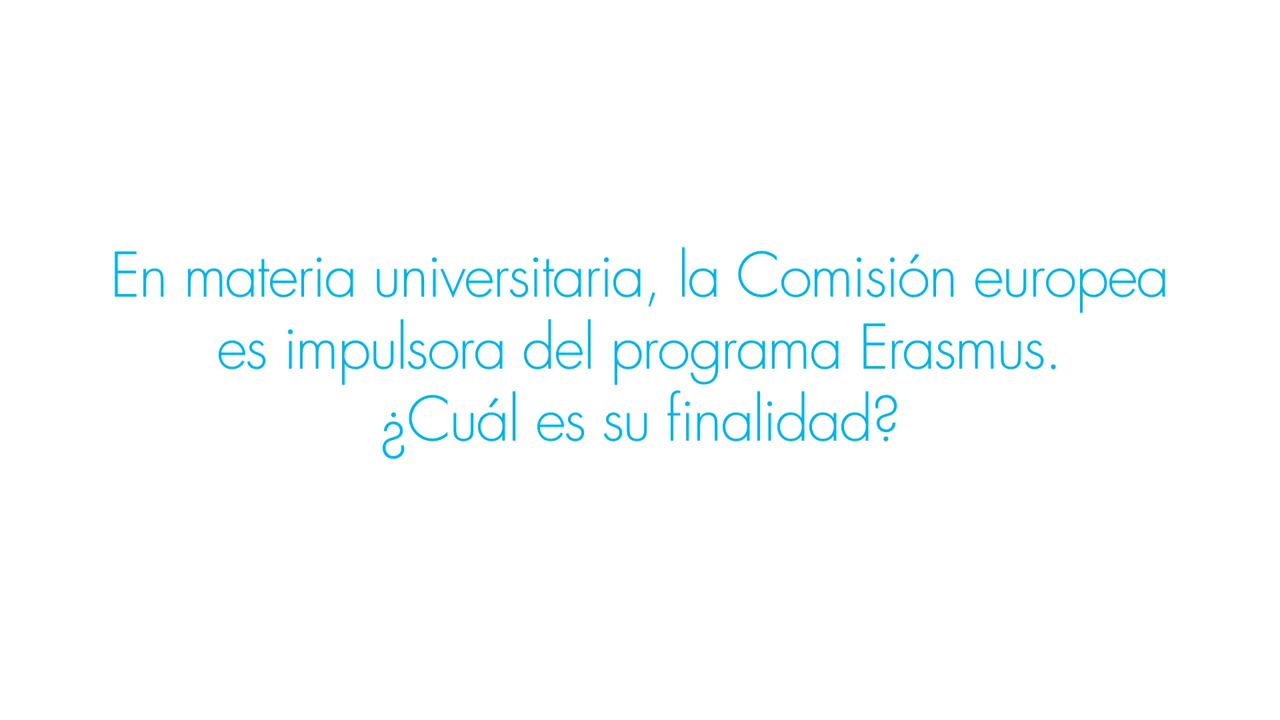 En materia universitaria, la Comisión europea
es impulsora del programa Erasmus.
¿Cuál es su finalidad?